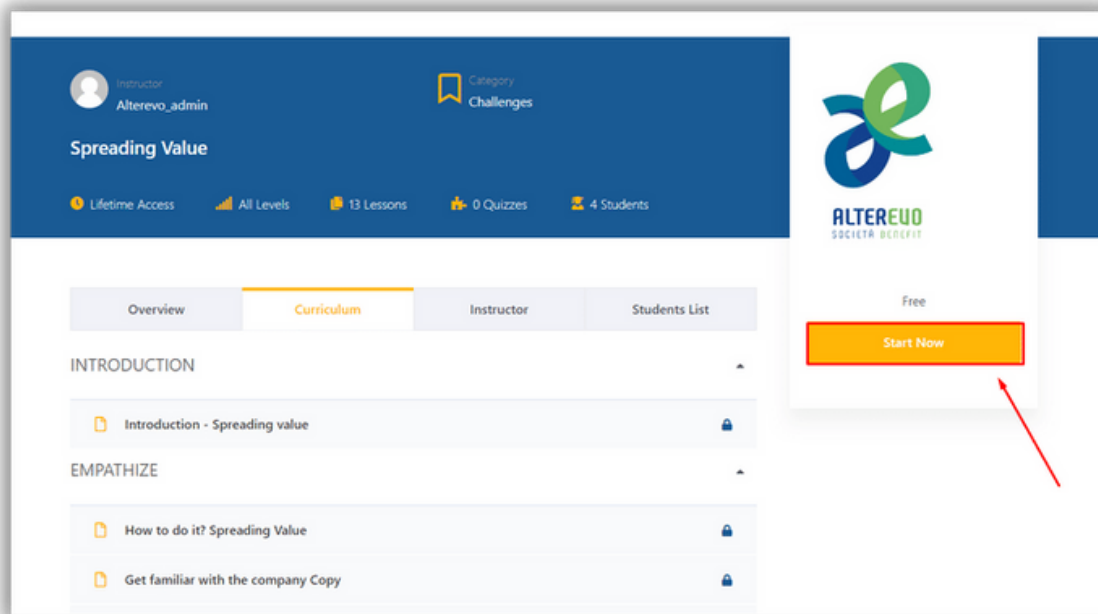 Instructor
Alterevo_admin
Category
Challenges
Spreading Value
Lifetime Access
All Levels
13 Lessons
0 Quizzes
4 Students
ALTEREVO
SOCIETÀ BENEFIT
Free
Start Now
Overview
Curriculum
Instructor
Students List
INTRODUCTION
Introduction - Spreading value
EMPATHIZE
How to do it? Spreading Value
Get familiar with the company Copy